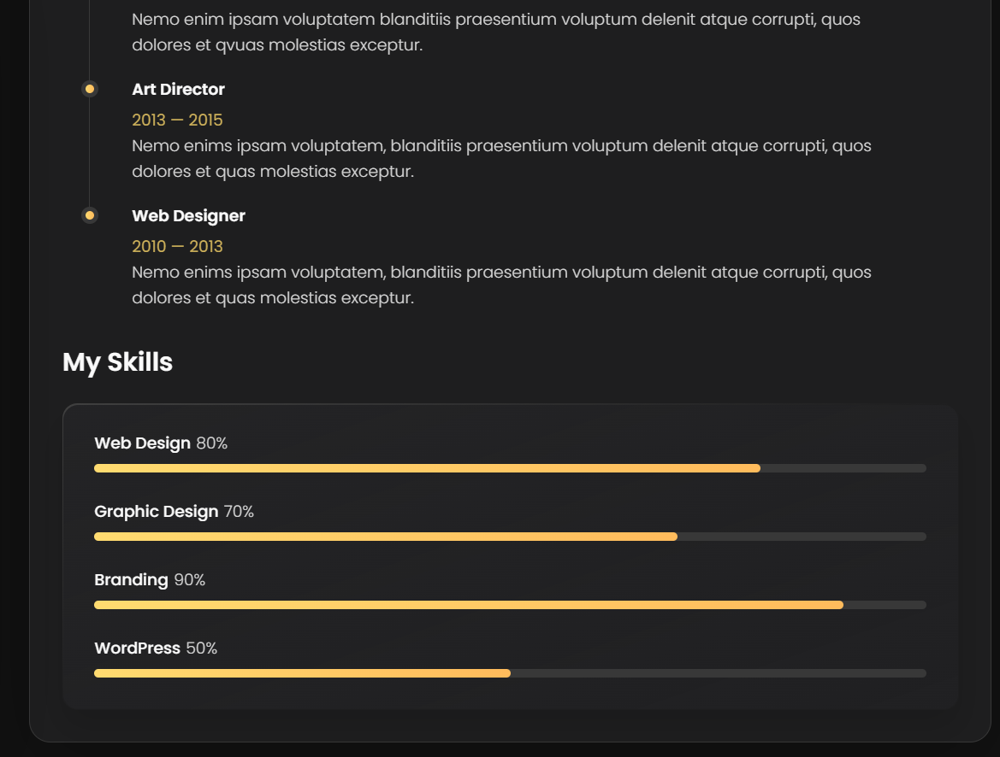 Nemo enim ipsam voluptatem blanditiis praesentium voluptum delenit atque corrupti, quos
dolores et qvuas molestias exceptur.
Art Director
2013 — 2015
Nemo enims ipsam voluptatem, blanditiis praesentium voluptum delenit atque corrupti, quos
dolores et quas molestias exceptur.
Web Designer
2010 — 2013
Nemo enims ipsam voluptatem, blanditiis praesentium voluptum delenit atque corrupti, quos
dolores et quas molestias exceptur.
My Skills
Web Design 80%
Graphic Design 70%
Branding 90%
WordPress 50%